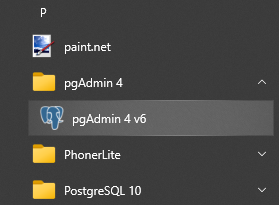 P
paint.net
pgAdmin 4
pgAdmin 4 v6
PhonerLite
PostgreSQL 10